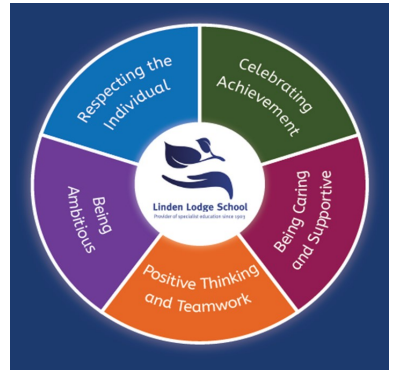 Respecting the
Individual
Celebrating
Achievement
Being Caring
and Supportive
Positive Thinking
and Teamwork
Being
Ambitious
Linden Lodge School
Provider of specialist education since 1903